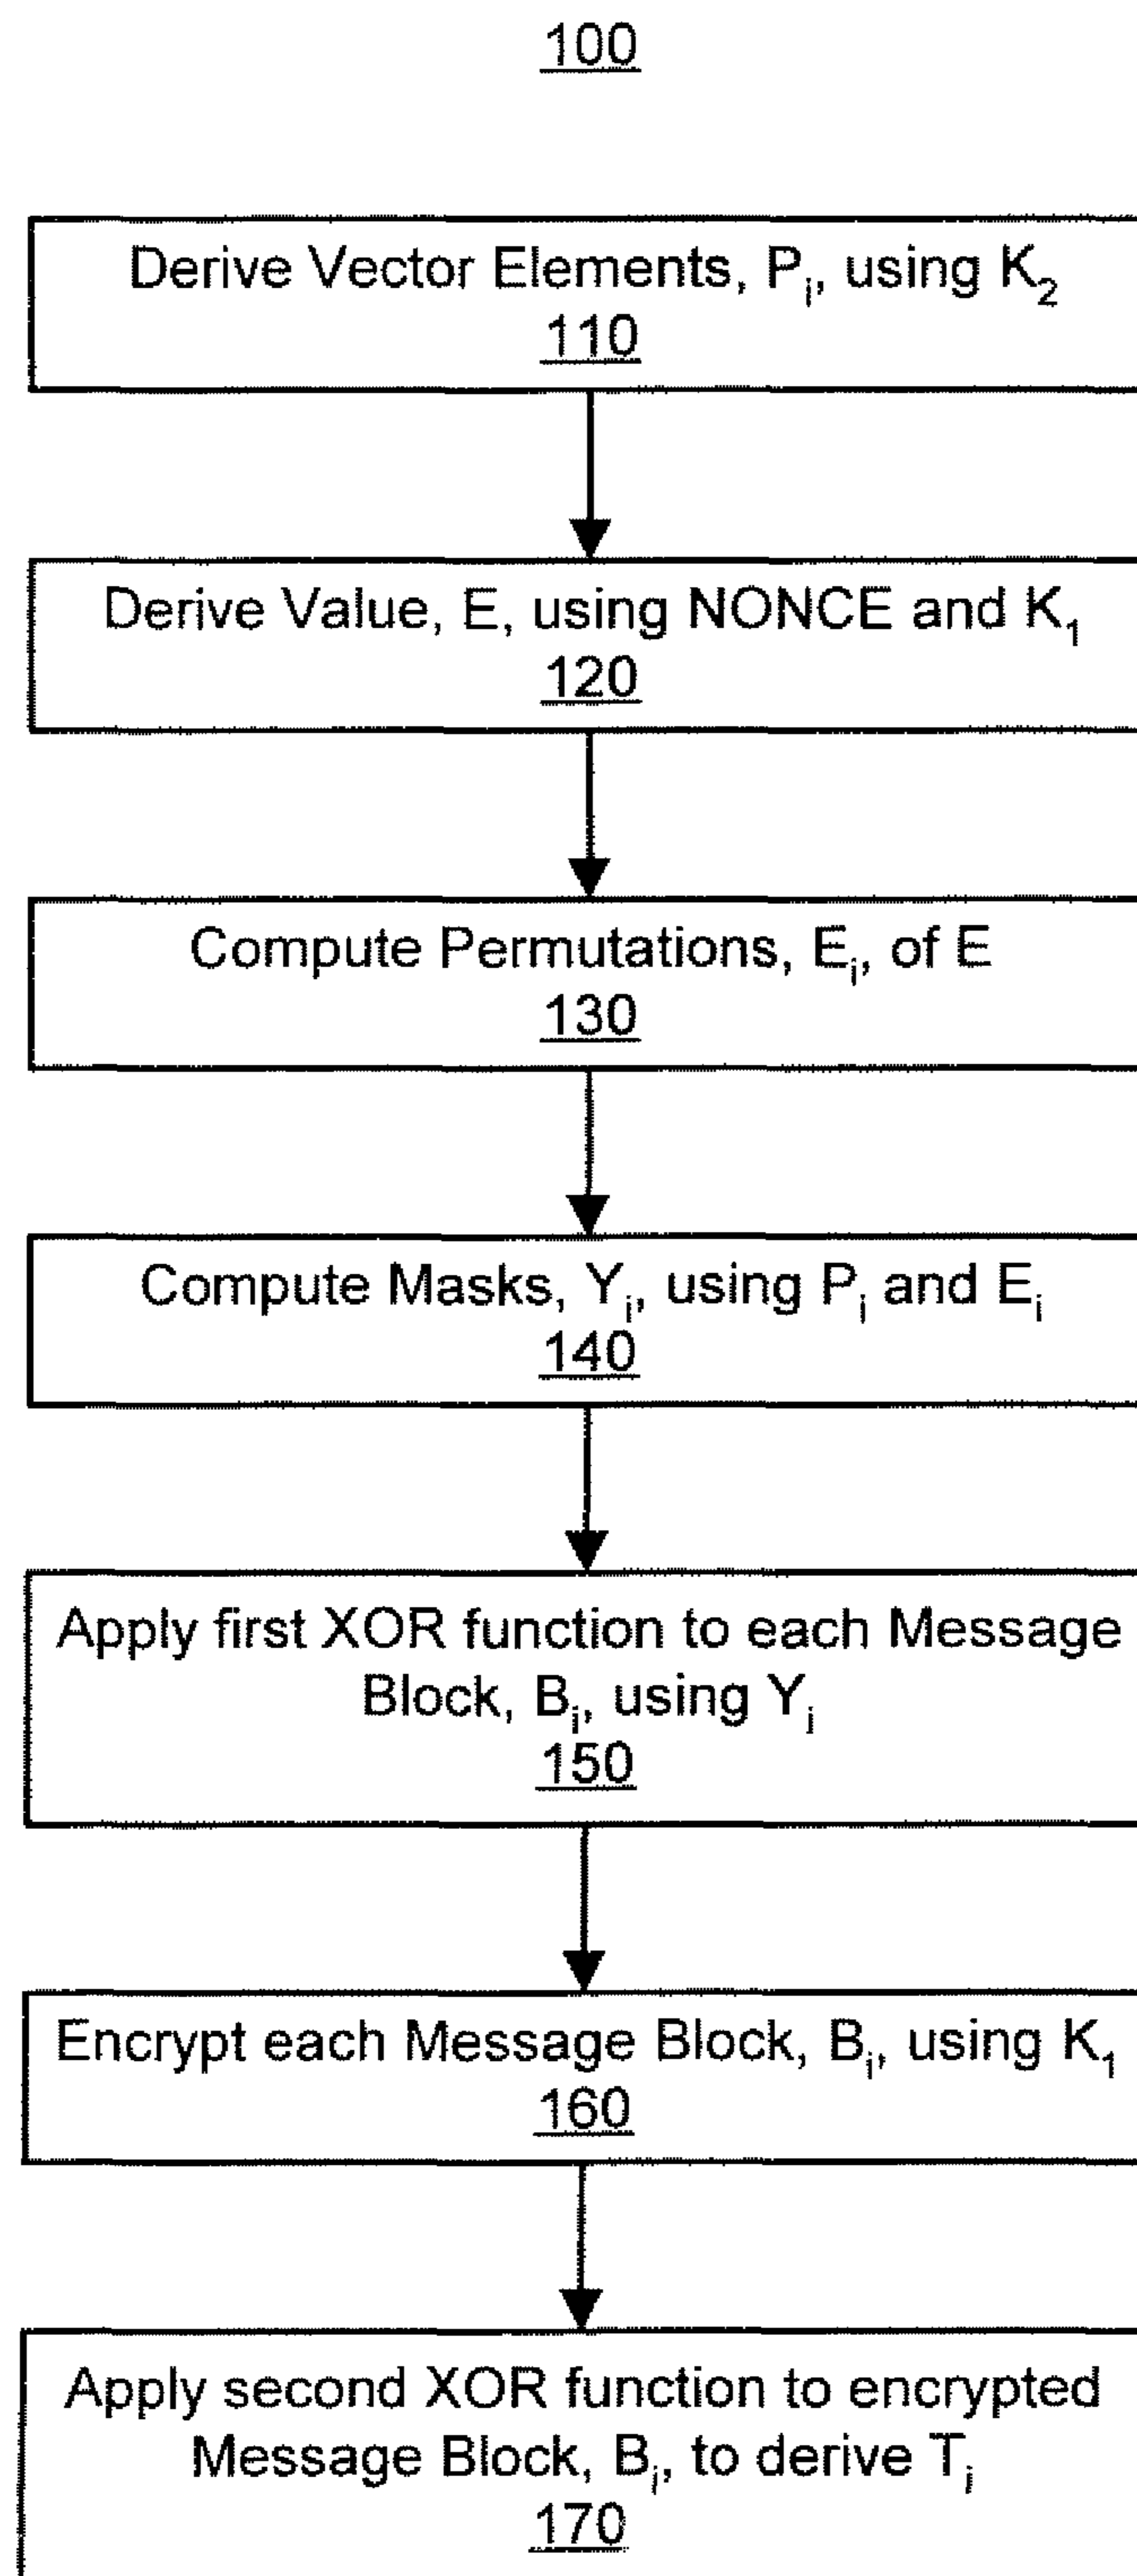 100
Derive Vector Elements, Pᵢ, using K₂
110
Derive Value, E, using NONCE and K₁
120
Compute Permutations, Eᵢ, of E
130
Compute Masks, Yᵢ, using Pᵢ and Eᵢ
140
Apply first XOR function to each Message
Block, Bᵢ, using Yᵢ
150
Encrypt each Message Block, Bᵢ, using K₁
160
Apply second XOR function to encrypted
Message Block, Bᵢ, to derive Tᵢ
170